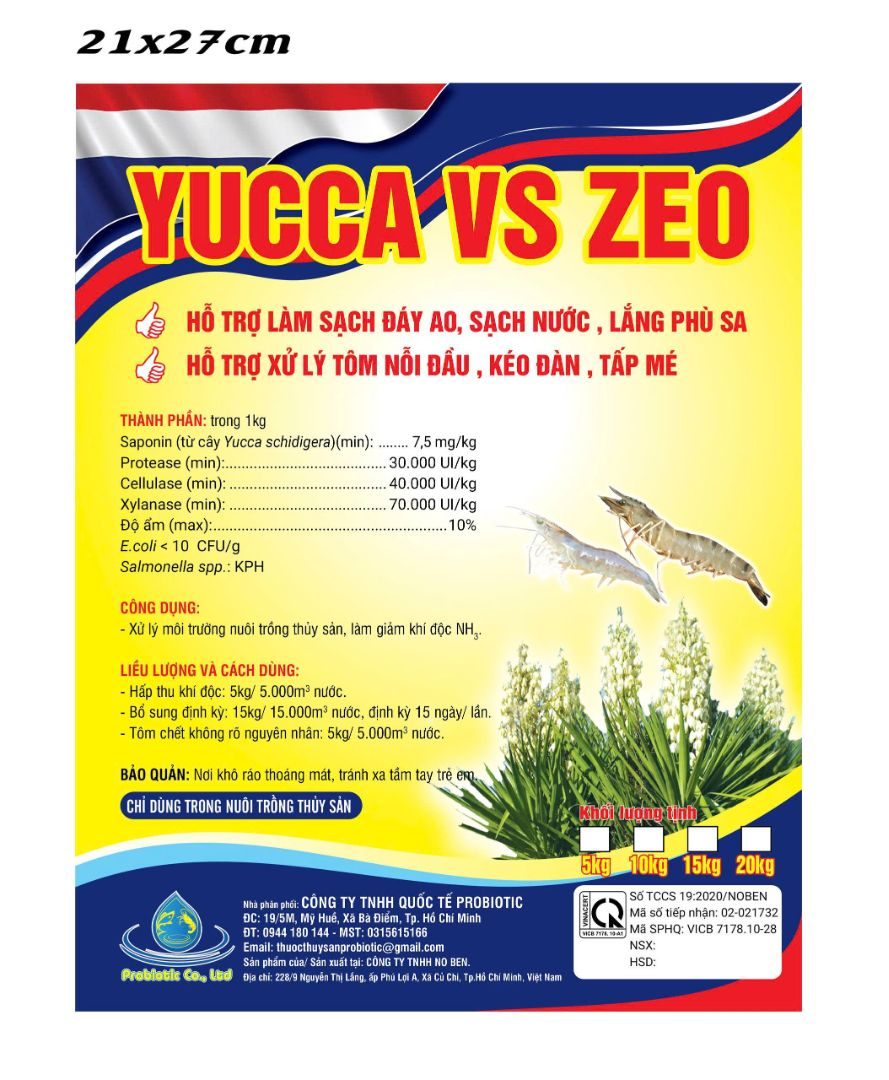 21x27cm
YUCCA VS ZEO
HỖ TRỢ LÀM SẠCH ĐÁY AO, SẠCH NƯỚC , LẮNG PHÙ SA
HỖ TRỢ XỬ LÝ TÔM NỔI ĐẦU , KÉO ĐÀN , TẤP MÉ
THÀNH PHẦN: trong 1kg
Saponin (từ cây Yucca schidigera)(min): ........ 7,5 mg/kg
Protease (min):....................................... 30.000 UI/kg
Cellulase (min): ...................................... 40.000 UI/kg
Xylanase (min): ...................................... 70.000 UI/kg
Độ ẩm (max):........................................................10%
E.coli < 10 CFU/g
Salmonella spp.: KPH
CÔNG DỤNG:
- Xử lý môi trường nuôi trồng thủy sản, làm giảm khí độc NH₃.
LIỀU LƯỢNG VÀ CÁCH DÙNG:
- Hấp thu khí độc: 5kg/ 5.000m³ nước.
- Bổ sung định kỳ: 15kg/ 15.000m³ nước, định kỳ 15 ngày/ lần.
- Tôm chết không rõ nguyên nhân: 5kg/ 5.000m³ nước.
BẢO QUẢN: Nơi khô ráo thoáng mát, tránh xa tầm tay trẻ em.
CHỈ DÙNG TRONG NUÔI TRỒNG THỦY SẢN
Khối lượng tịnh
5kg 10kg 15kg 20kg
Probiotic Co., Ltd
Nhà phân phối: CÔNG TY TNHH QUỐC TẾ PROBIOTIC
ĐC: 19/5M, Mỹ Huề, Xã Bà Điểm, Tp. Hồ Chí Minh
ĐT: 0944 180 144 - MST: 0315615166
Email: thuocthuysanprobiotic@gmail.com
Sản phẩm của/ Sản xuất tại: CÔNG TY TNHH NO BEN.
Địa chỉ: 228/9 Nguyễn Thị Lắng, ấp Phú Lợi A, Xã Củ Chi, Tp.Hồ Chí Minh, Việt Nam
VINACERT
CR
VICB 7178. 10-A1
Số TCCS 19:2020/NOBEN
Mã số tiếp nhận: 02-021732
Mã SPHQ: VICB 7178.10-28
NSX:
HSD: